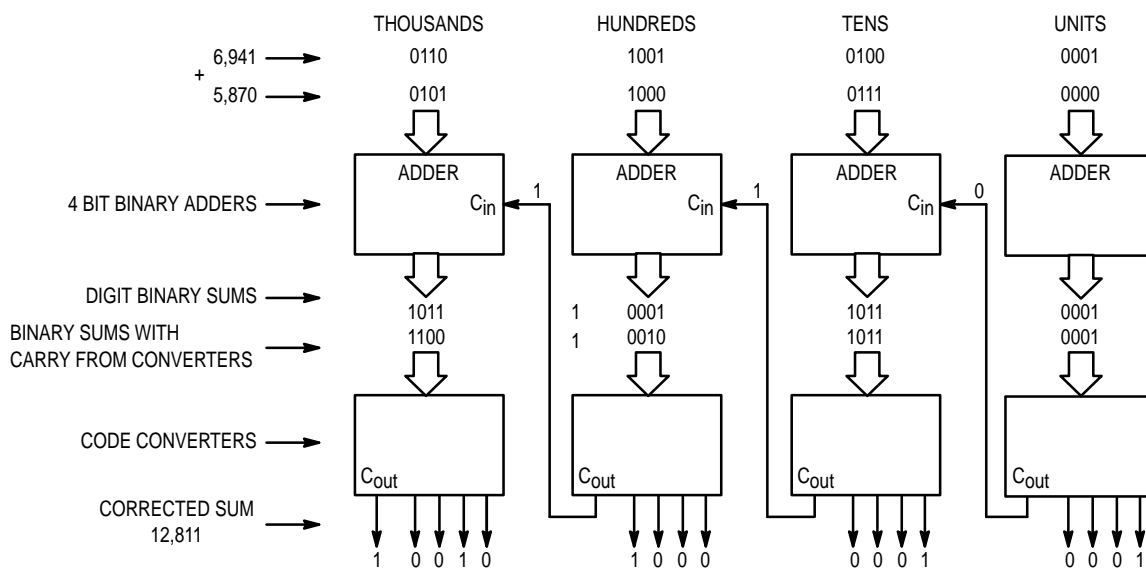 THOUSANDS HUNDREDS TENS UNITS
6,941 0110 1001 0100 0001
+
5,870 0101 1000 0111 0000
ADDER ADDER ADDER ADDER
4 BIT BINARY ADDERS Cin 1 Cin 1 Cin 0
DIGIT BINARY SUMS 1011 1 0001 1011 0001
BINARY SUMS WITH 1100 1 0010 1011 0001
CARRY FROM CONVERTERS
CODE CONVERTERS
Cout Cout Cout Cout
CORRECTED SUM
12,811
1 0 0 1 0 1 0 0 0 0 0 0 1 0 0 0 1